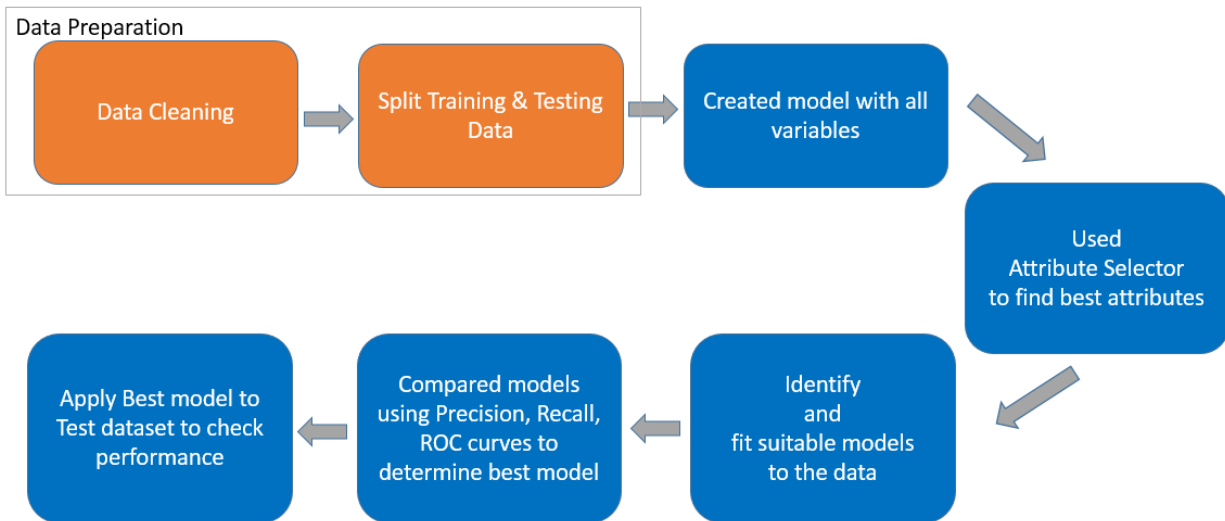 Data Preparation
Data Cleaning
Split Training & Testing
Data
Created model with all
variables
Used
Attribute Selector
to find best attributes
Identify
and
fit suitable models
to the data
Compared models
using Precision, Recall,
ROC curves to
determine best model
Apply Best model to
Test dataset to check
performance